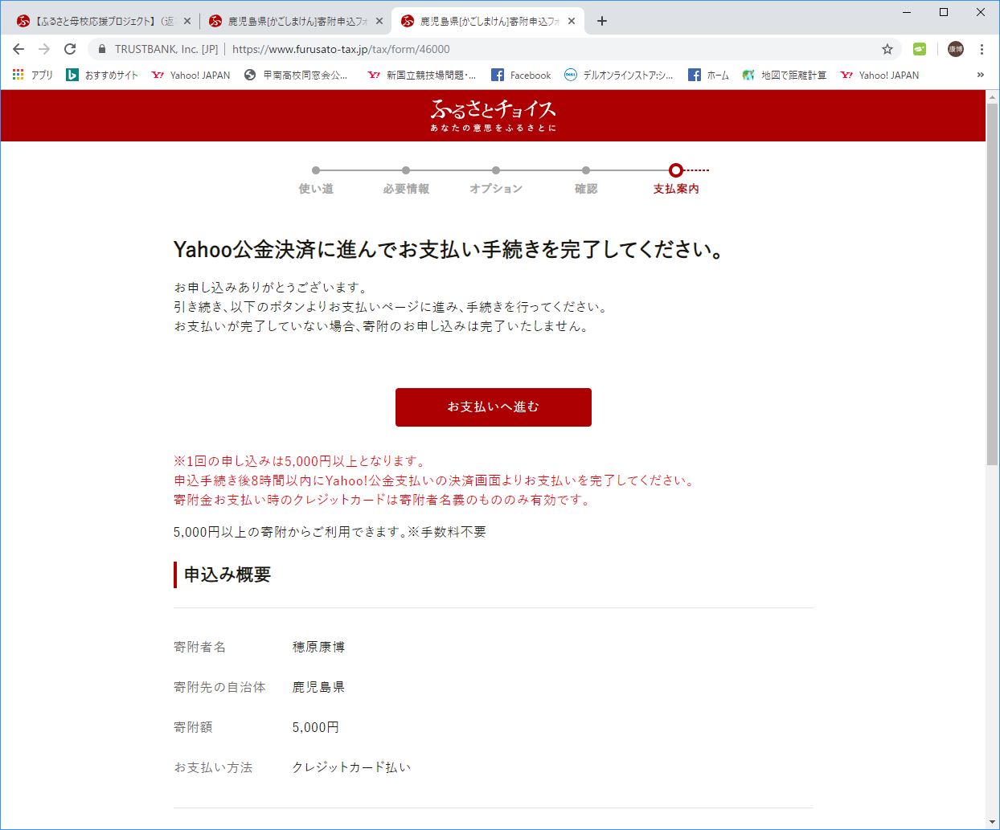 【ふるさと母校応援プロジェクト】（返
鹿児島県[かごしまけん]寄附申込フォ
鹿児島県[かごしまけん]寄附申込フォ
TRUSTBANK, Inc. [JP] https://www.furusato-tax.jp/tax/form/46000
康博
アプリ おすすめサイト Yahoo! JAPAN 甲南高校同窓会公... 新国立競技場問題・... Facebook デルオンラインストア:シ... ホーム 地図で距離計算 Yahoo! JAPAN »
ふるさとチョイス
あなたの意思をふるさとに
使い道 必要情報 オプション 確認 支払案内
Yahoo公金決済に進んでお支払い手続きを完了してください。
お申し込みありがとうございます。
引き続き、以下のボタンよりお支払いページに進み、手続きを行ってください。
お支払いが完了していない場合、寄附のお申し込みは完了いたしません。
お支払いへ進む
※1回の申し込みは5,000円以上となります。
申込手続き後8時間以内にYahoo!公金支払いの決済画面よりお支払いを完了してください。
寄附金お支払い時のクレジットカードは寄附者名義のもののみ有効です。
5,000円以上の寄附からご利用できます。※手数料不要
申込み概要
寄附者名 穂原康博
寄附先の自治体 鹿児島県
寄附額 5,000円
お支払い方法 クレジットカード払い